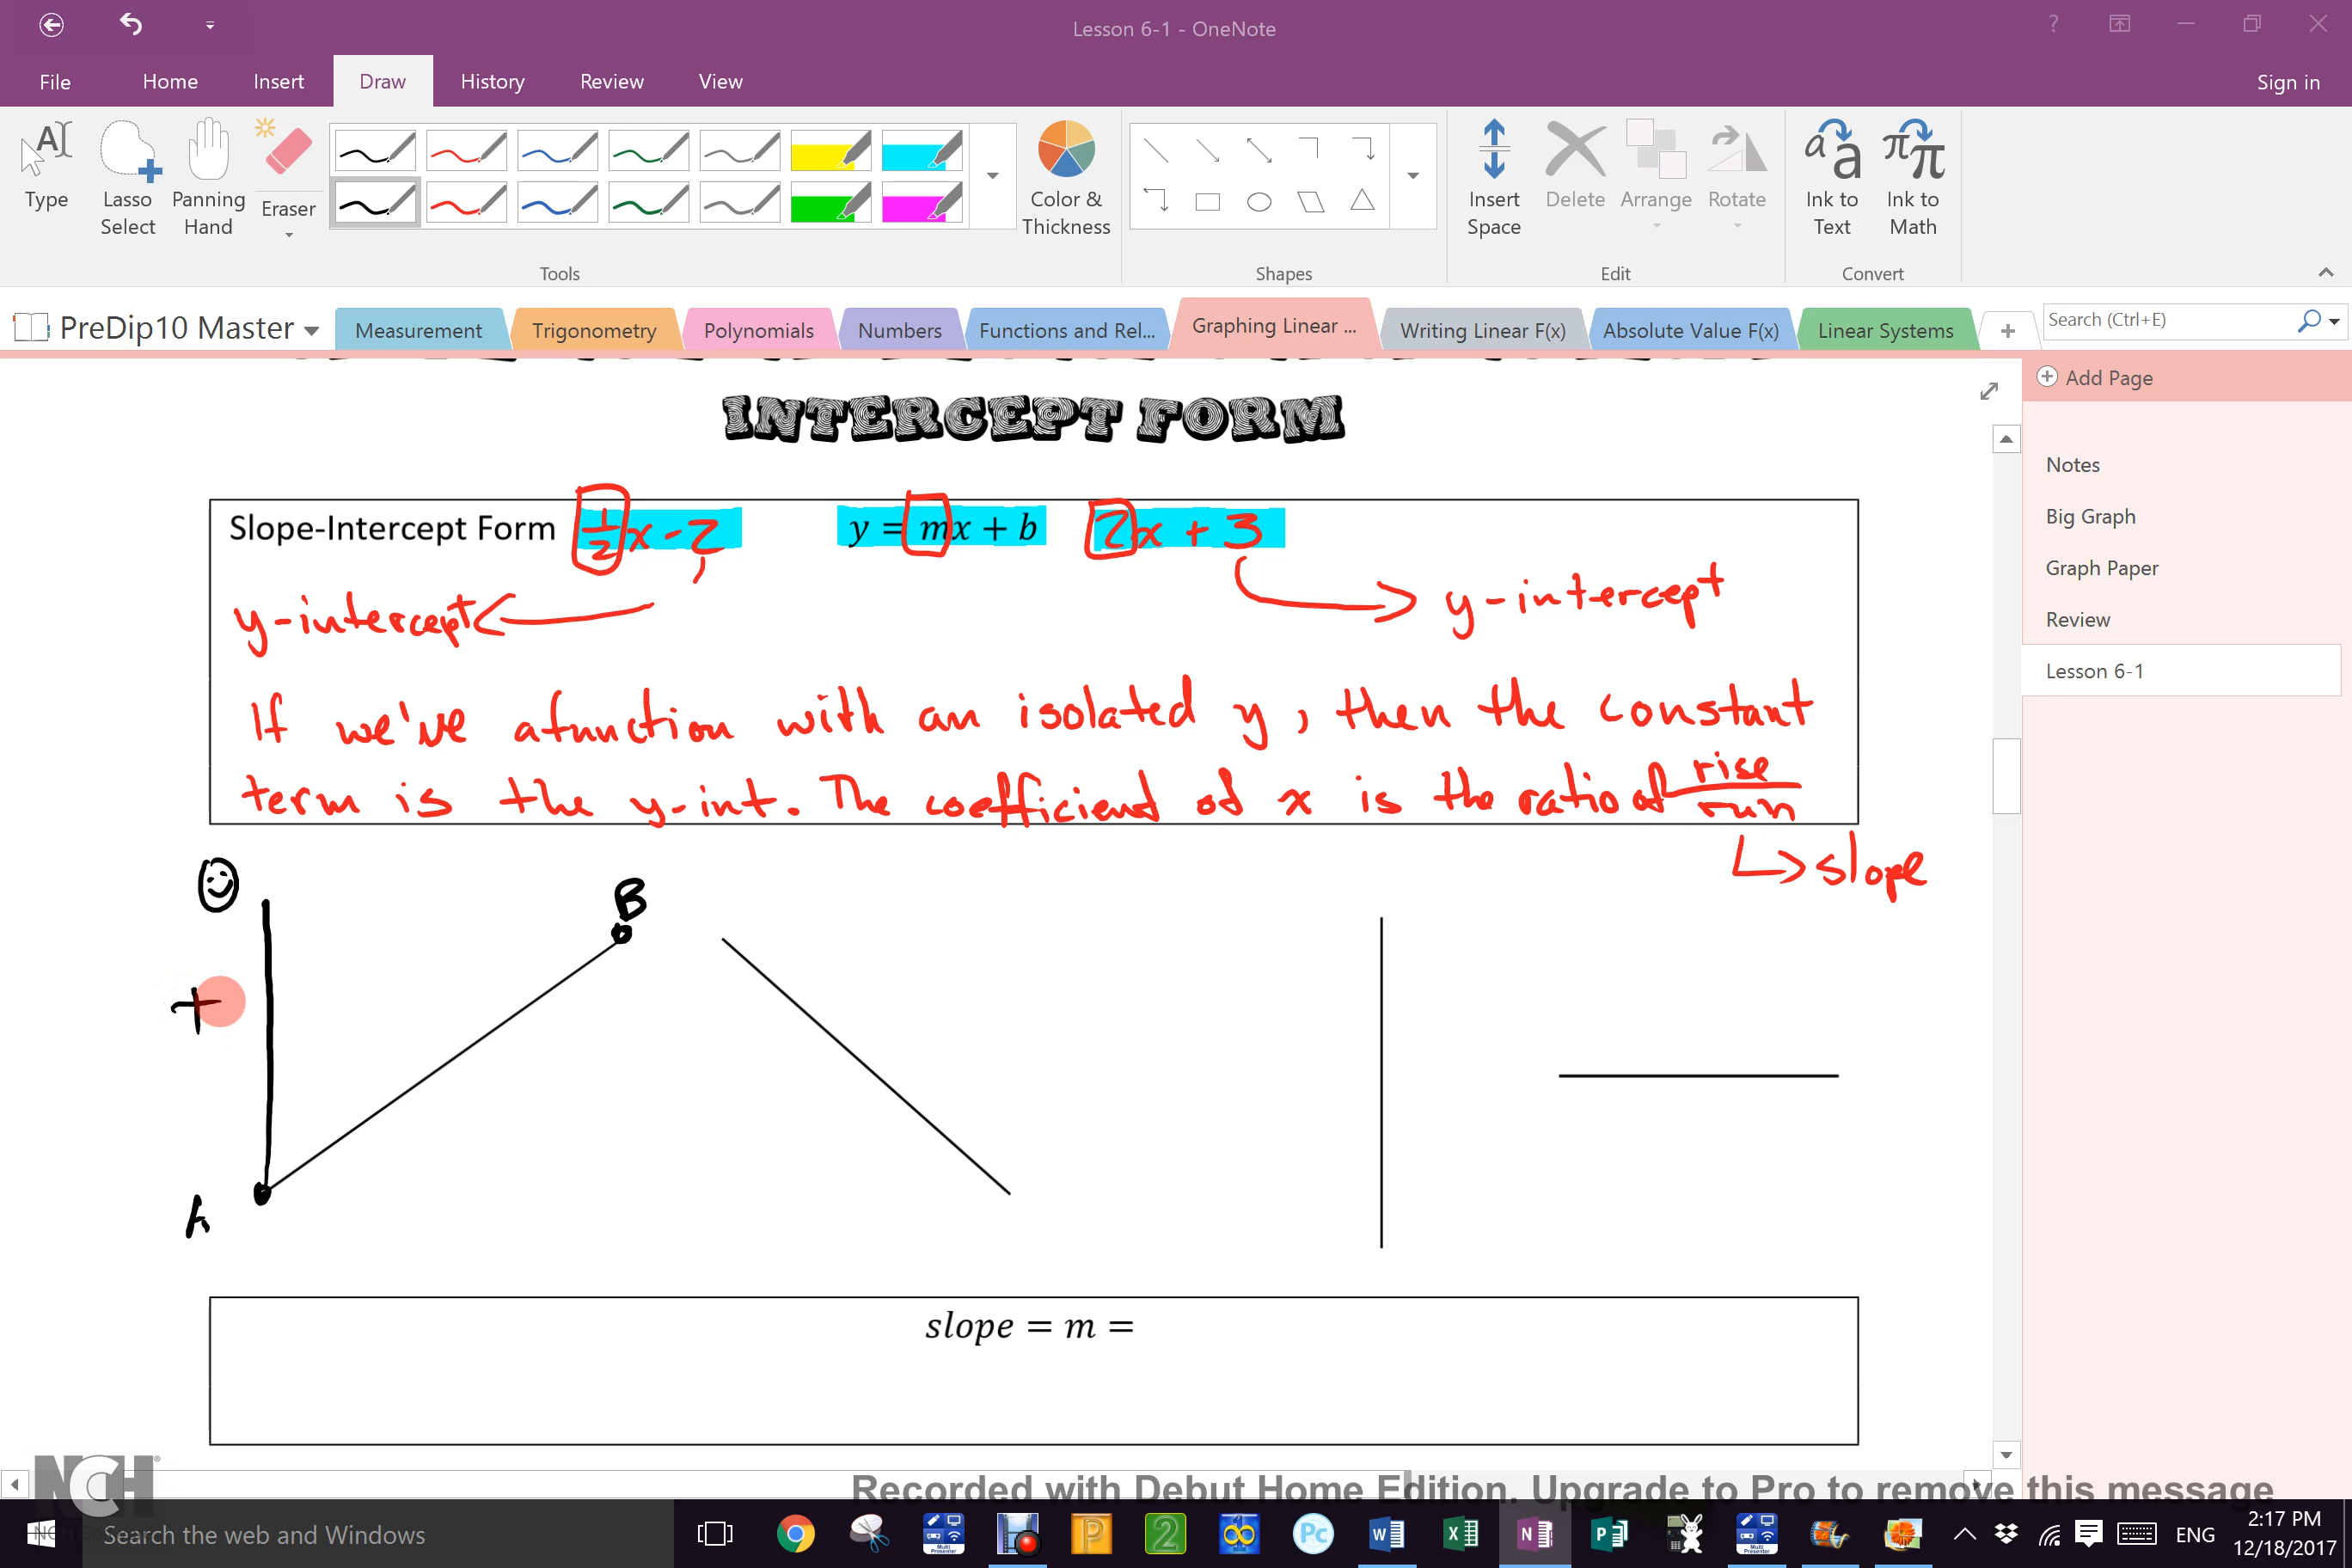 Lesson 6-1 - OneNote
?
File Home Insert Draw History Review View Sign in
Type Lasso Select Panning Hand Eraser Color & Thickness Insert Space Delete Arrange Rotate Ink to Text Ink to Math
Tools Shapes Edit Convert
PreDip10 Master Measurement Trigonometry Polynomials Numbers Functions and Rel... Graphing Linear ... Writing Linear F(x) Absolute Value F(x) Linear Systems + Search (Ctrl+E)
Add Page
INTERCEPT FORM
Notes
Big Graph
Graph Paper
Review
Lesson 6-1
Slope-Intercept Form 1/2x - 2 y = mx + b 2x + 3
y-intercept y-intercept
If we've a function with an isolated y, then the constant
term is the y-int. The coefficient of x is the ratio of rise/run
slope
B
+
A
slope = m =
NCH
Recorded with Debut Home Edition. Upgrade to Pro to remove this message
Search the web and Windows
ENG
2:17 PM
12/18/2017